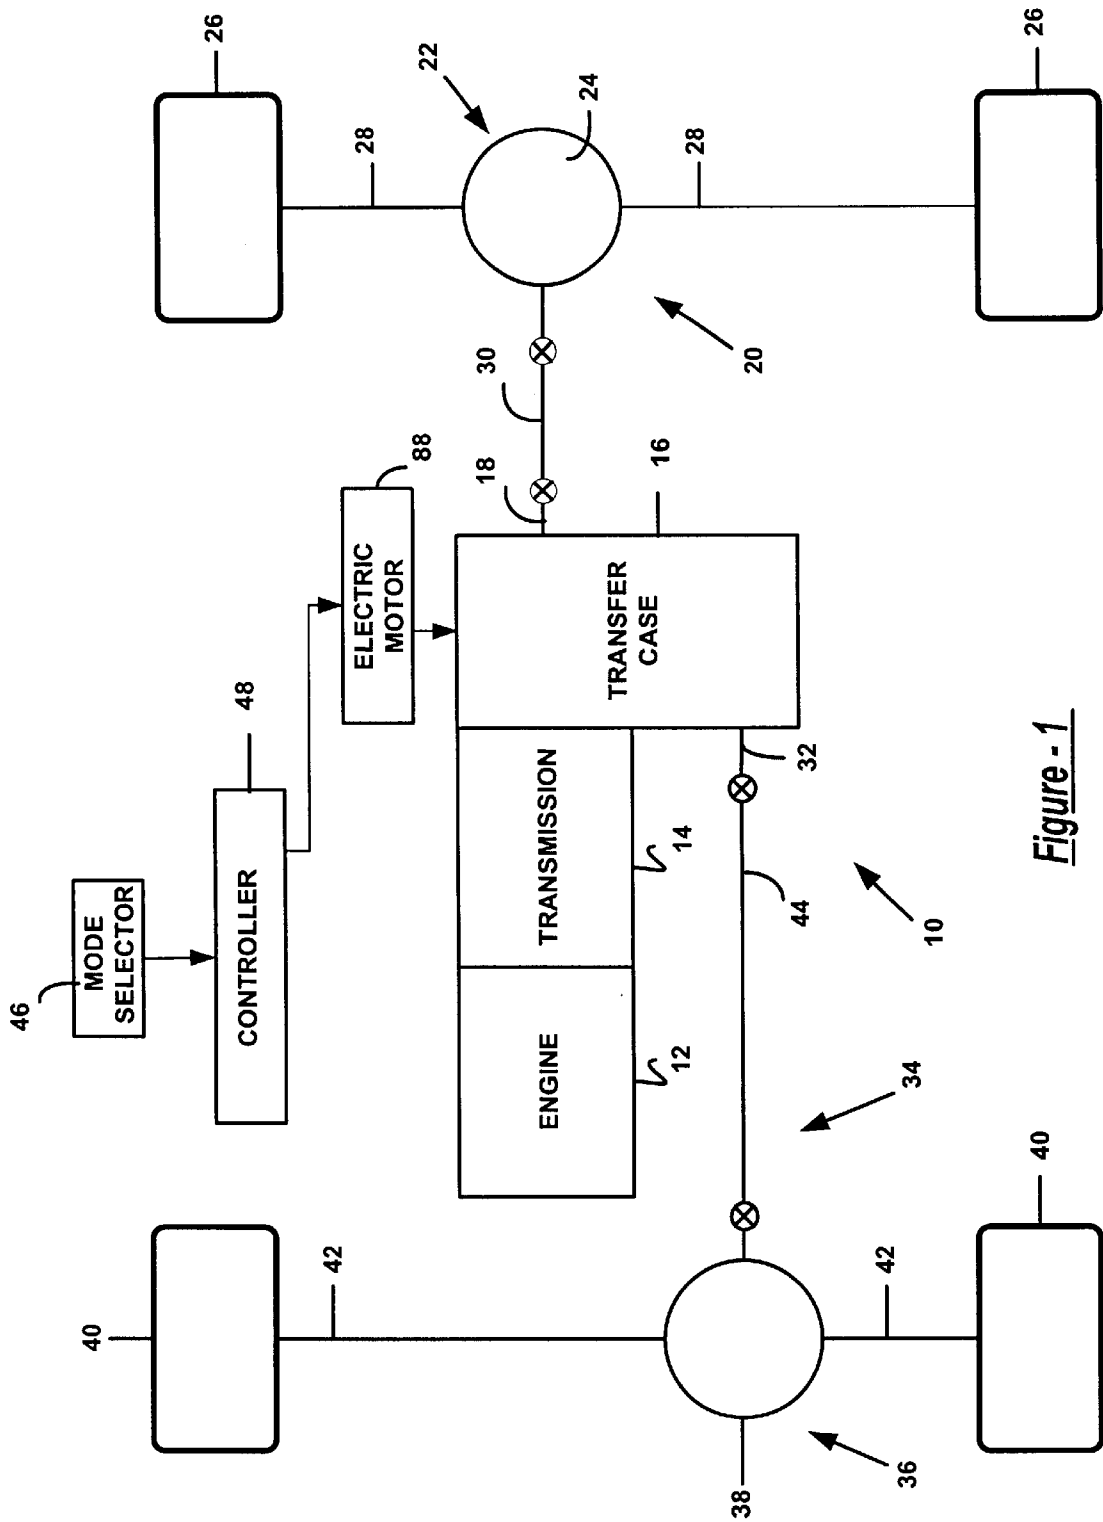 46
40
MODE
SELECTOR
26
48
CONTROLLER
42
28
ELECTRIC
MOTOR
88
22
18
30
ENGINE
TRANSMISSION
24
TRANSFER
CASE
16
12
14
28
38
20
44
32
42
36
34
10
40
26
Figure - 1